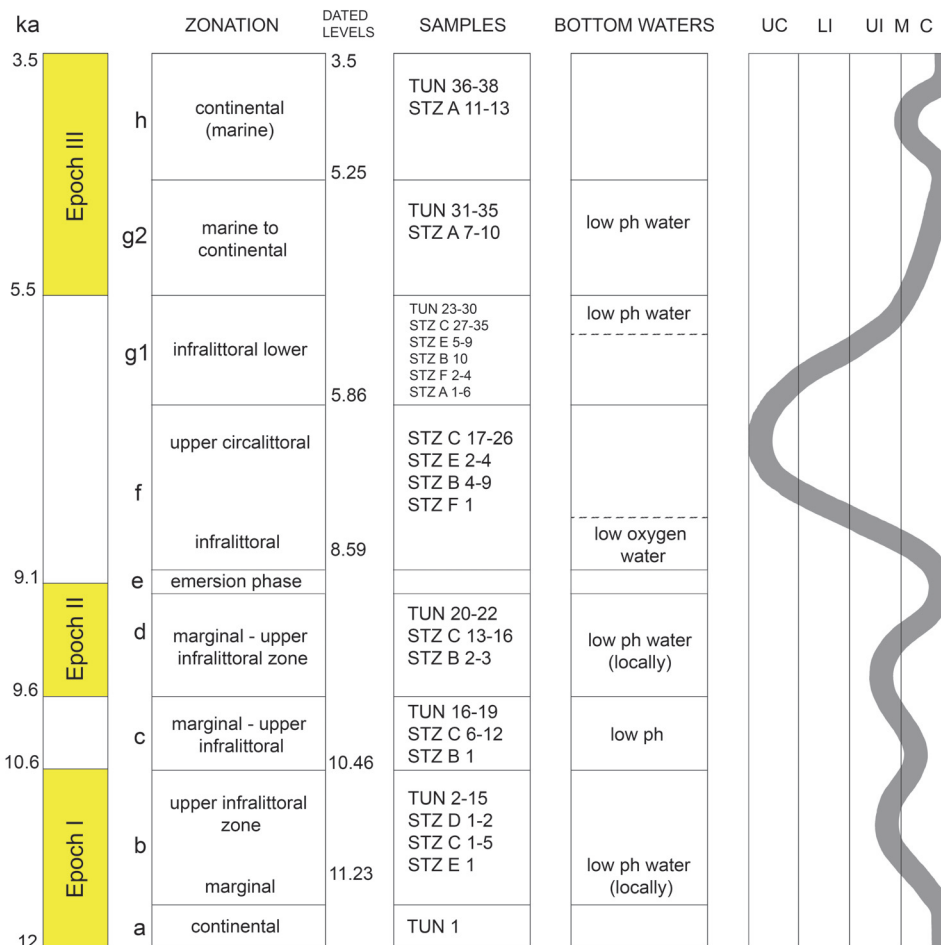 ka
ZONATION
DATED
LEVELS
SAMPLES
BOTTOM WATERS
UC
LI
UI
M
C
3.5
Epoch III
h
continental
(marine)
3.5
TUN 36-38
STZ A 11-13
5.25
g2
marine to
continental
TUN 31-35
STZ A 7-10
low ph water
5.5
g1
infralittoral lower
TUN 23-30
STZ C 27-35
STZ E 5-9
STZ B 10
STZ F 2-4
STZ A 1-6
low ph water
5.86
f
upper circalittoral
infralittoral
STZ C 17-26
STZ E 2-4
STZ B 4-9
STZ F 1
8.59
low oxygen
water
9.1
e
emersion phase
Epoch II
d
marginal - upper
infralittoral zone
TUN 20-22
STZ C 13-16
STZ B 2-3
low ph water
(locally)
9.6
c
marginal - upper
infralittoral
TUN 16-19
STZ C 6-12
STZ B 1
low ph
10.6
10.46
Epoch I
b
upper infralittoral
zone
marginal
11.23
TUN 2-15
STZ D 1-2
STZ C 1-5
STZ E 1
low ph water
(locally)
a
continental
TUN 1
12